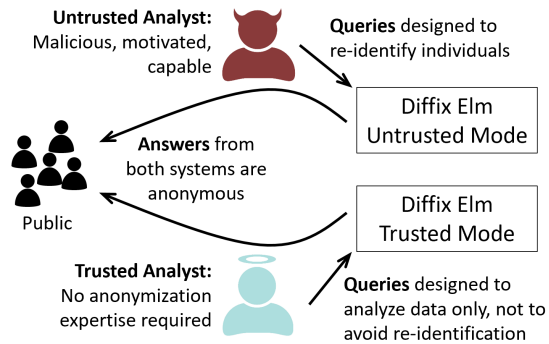 Untrusted Analyst:
Malicious, motivated,
capable
Queries designed to
re-identify individuals
Diffix Elm
Untrusted Mode
Answers from
both systems are
anonymous
Public
Diffix Elm
Trusted Mode
Trusted Analyst:
No anonymization
expertise required
Queries designed to
analyze data only, not to
avoid re-identification